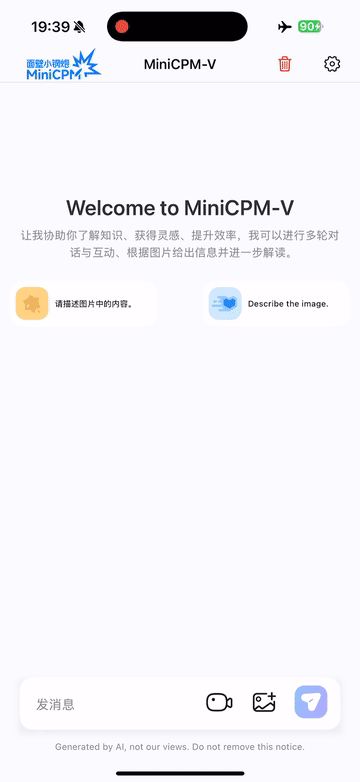 19:39
90
面壁小钢炮
MiniCPM
MiniCPM-V
Welcome to MiniCPM-V
让我协助你了解知识、获得灵感、提升效率，我可以进行多轮对
话与互动、根据图片给出信息并进一步解读。
请描述图片中的内容。
Describe the image.
发消息
Generated by AI, not our views. Do not remove this notice.